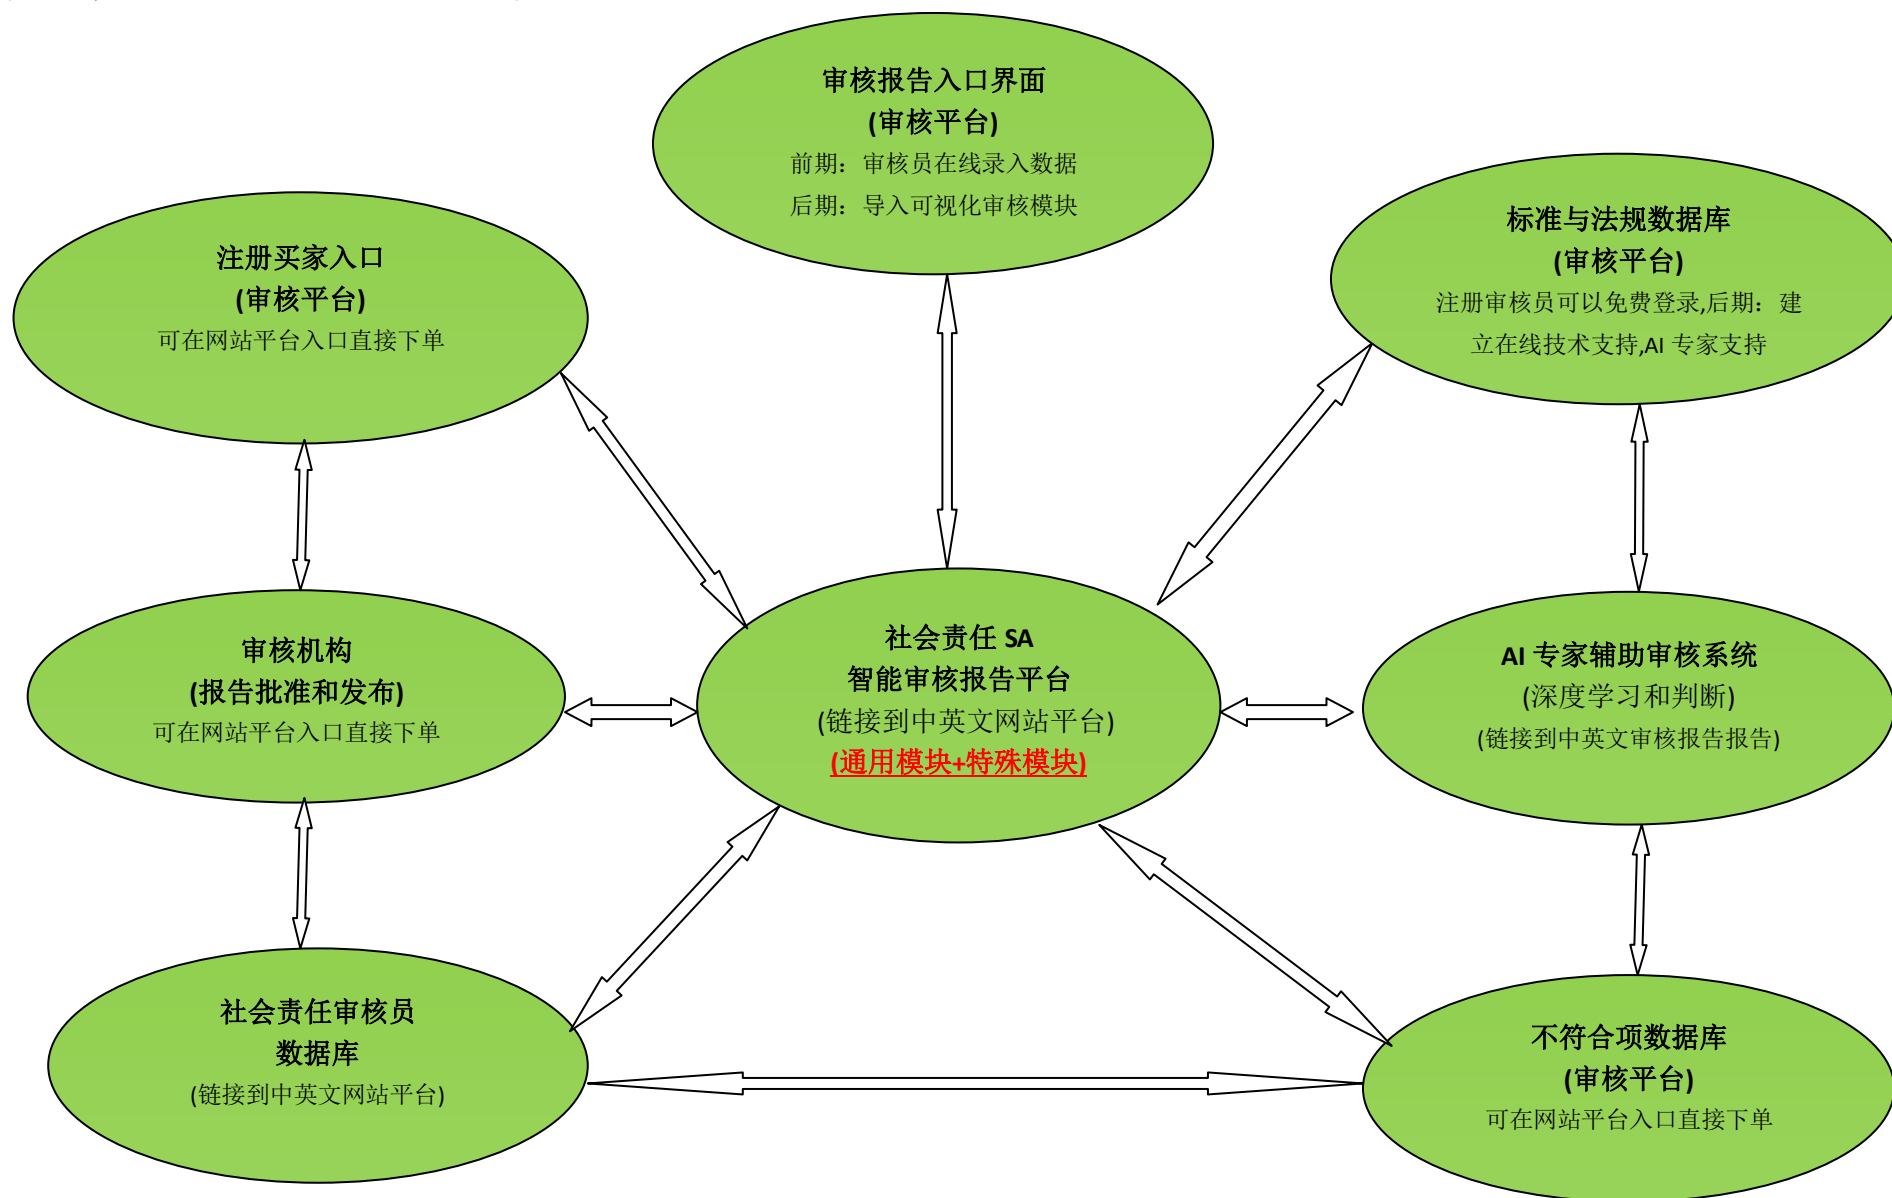 审核报告入口界面
(审核平台)
前期：审核员在线录入数据
后期：导入可视化审核模块
注册买家入口
(审核平台)
可在网站平台入口直接下单
标准与法规数据库
(审核平台)
注册审核员可以免费登录,后期：建
立在线技术支持,AI 专家支持
审核机构
(报告批准和发布)
可在网站平台入口直接下单
社会责任 SA
智能审核报告平台
(链接到中英文网站平台)
(通用模块+特殊模块)
AI 专家辅助审核系统
(深度学习和判断)
(链接到中英文审核报告报告)
社会责任审核员
数据库
(链接到中英文网站平台)
不符合项数据库
(审核平台)
可在网站平台入口直接下单